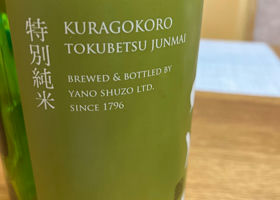 特別純米
KURAGOKORO
TOKUBETSU JUNMAI
BREWED & BOTTLED BY
YANO SHUZO LTD.
SINCE 1796